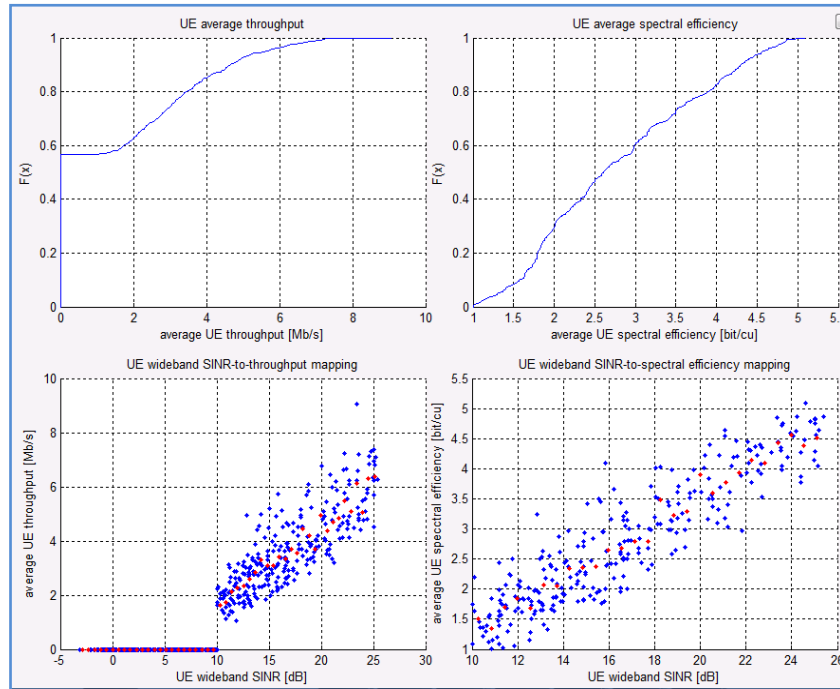 UE average throughput
1
0.8
0.6
0.4
0.2
0
F(x)
0 2 4 6 8 10
average UE throughput [Mb/s]
UE average spectral efficiency
1
0.8
0.6
0.4
0.2
0
F(x)
1 1.5 2 2.5 3 3.5 4 4.5 5 5.5
average UE spectral efficiency [bit/cu]
UE wideband SINR-to-throughput mapping
10
8
6
4
2
0
average UE throughput [Mb/s]
-5 0 5 10 15 20 25 30
UE wideband SINR [dB]
UE wideband SINR-to-spectral efficiency mapping
5.5
5
4.5
4
3.5
3
2.5
2
1.5
1
average UE spectral efficiency [bit/cu]
10 12 14 16 18 20 22 24 26
UE wideband SINR [dB]